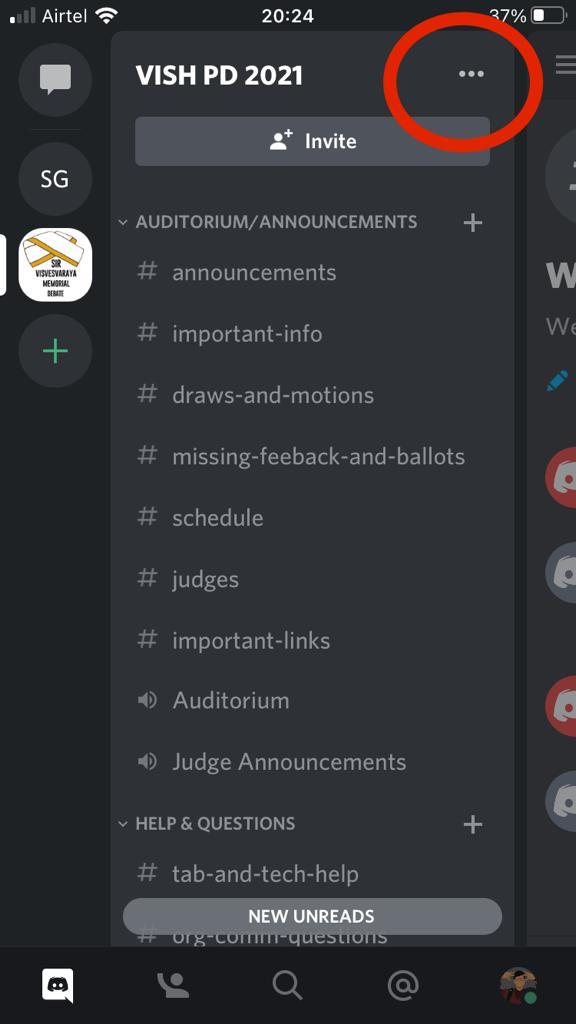 Airtel 20:24 37%
VISH PD 2021
Invite
SG
AUDITORIUM/ANNOUNCEMENTS
# announcements
SIR
VISVESVARAYA
MEMORIAL
DEBATE
# important-info
W
We
# draws-and-motions
# missing-feeback-and-ballots
# schedule
# judges
# important-links
Auditorium
Judge Announcements
HELP & QUESTIONS
# tab-and-tech-help
NEW UNREADS
# org-comm-questions